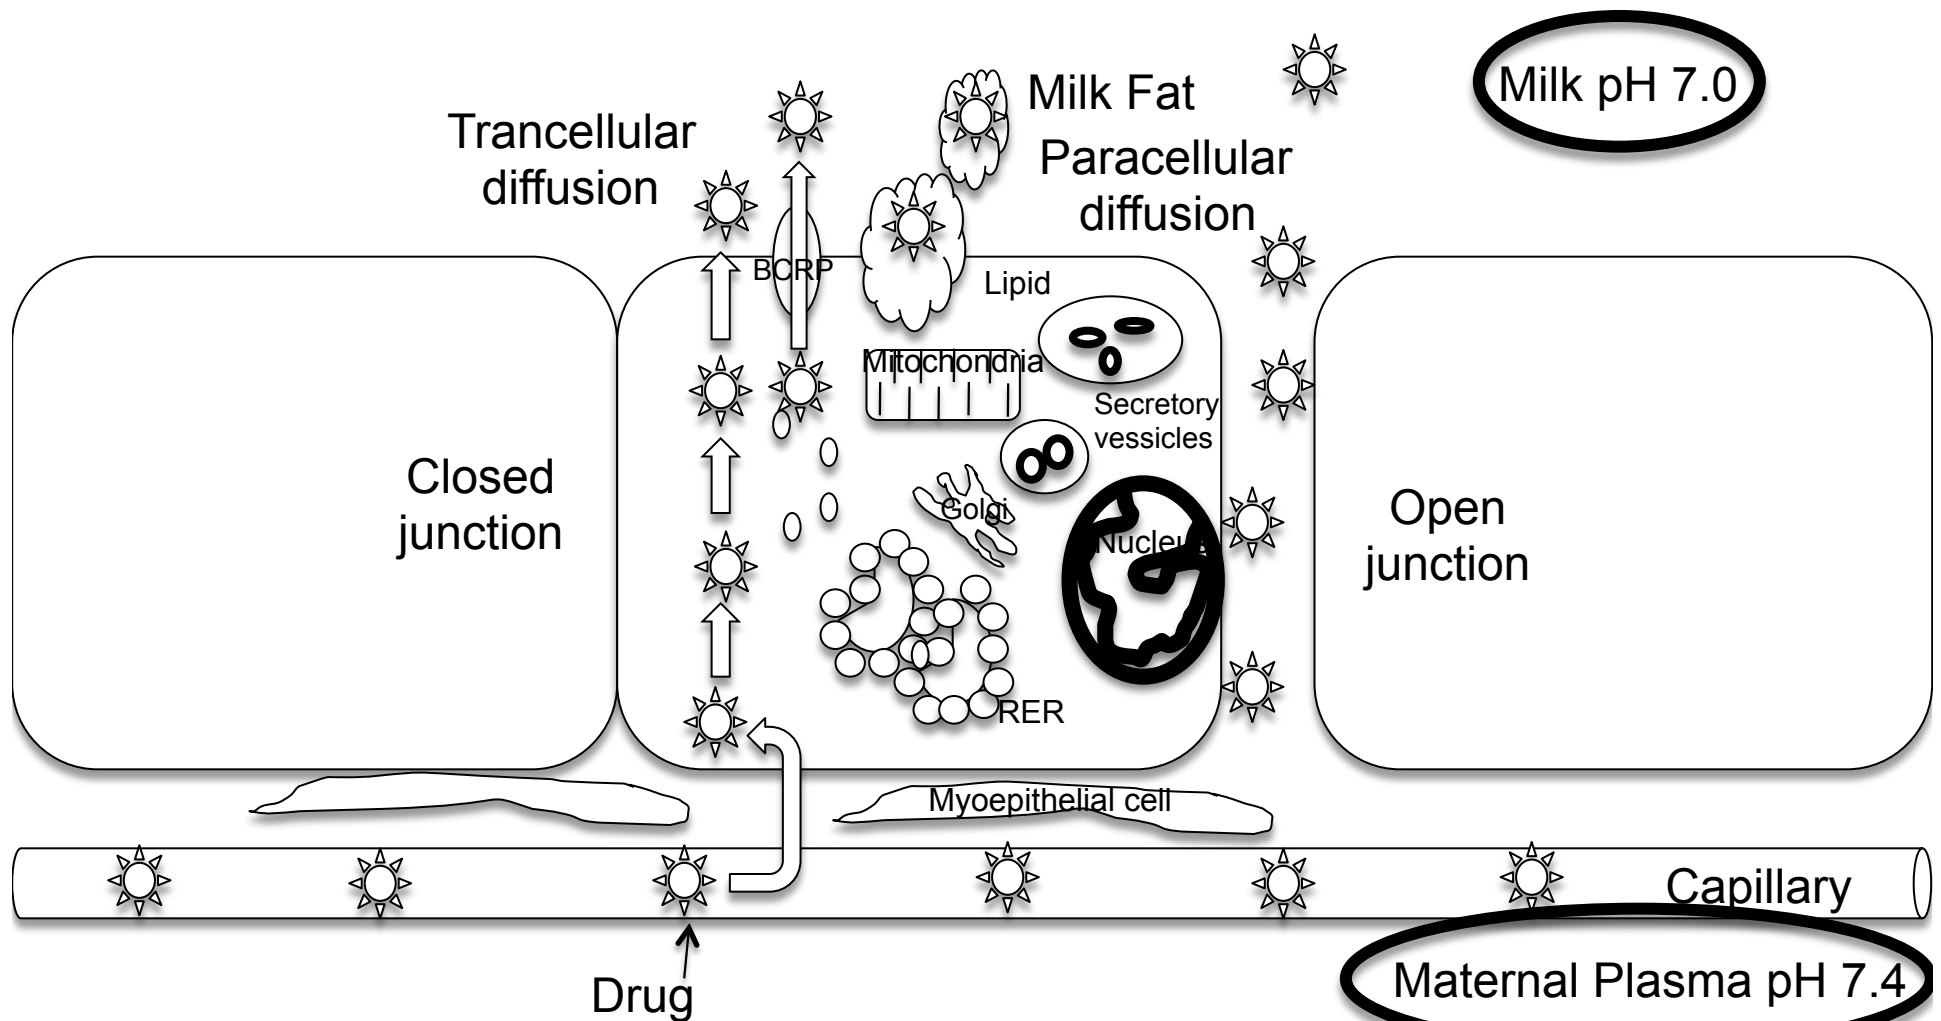 Milk pH 7.0
Milk Fat
Trancellular
diffusion
Paracellular
diffusion
BCRP
Lipid
Mitochondria
Secretory
vessicles
Closed
junction
Golgi
Nucleus
Open
junction
RER
Myoepithelial cell
Capillary
Maternal Plasma pH 7.4
Drug